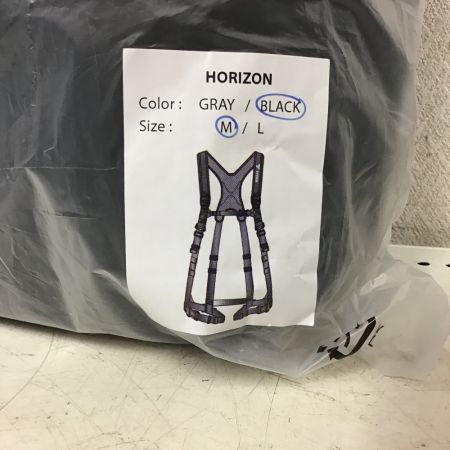 HORIZON
Color : GRAY / BLACK
Size : M / L